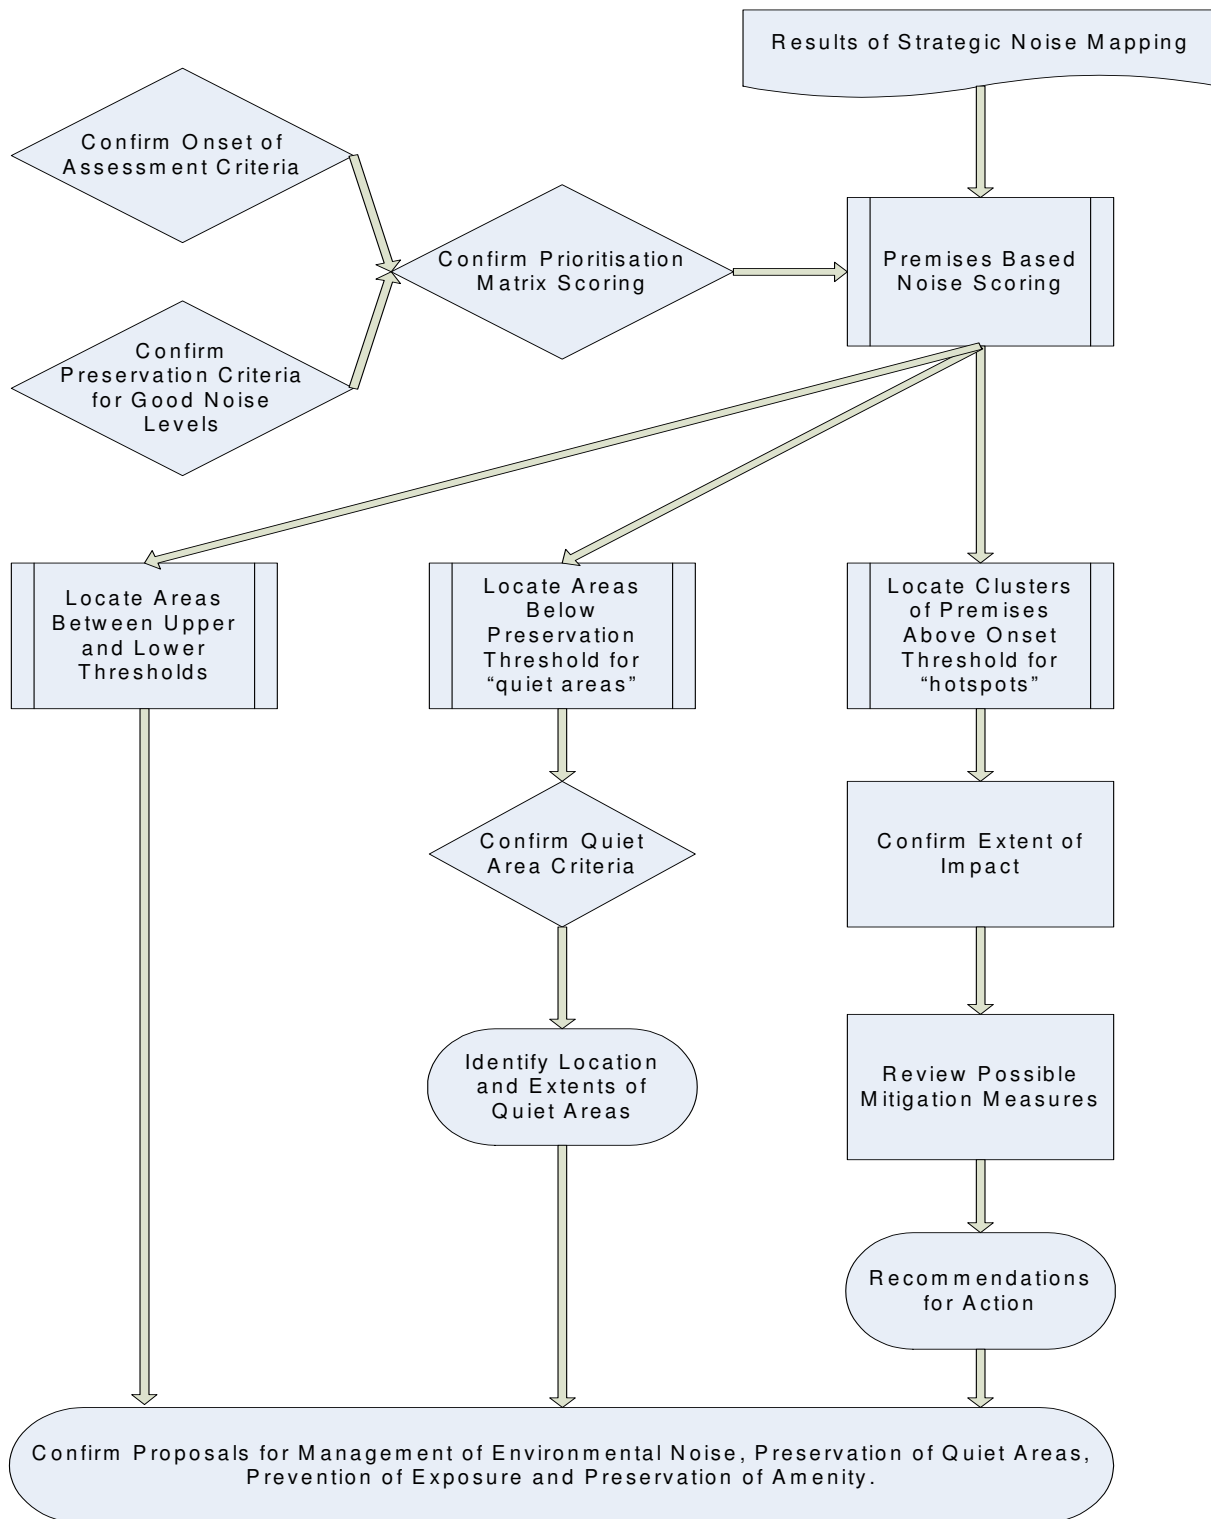 Results of Strategic Noise Mapping
Confirm Onset of
Assessment Criteria
Confirm Prioritisation
Matrix Scoring
Premises Based
Noise Scoring
Confirm
Preservation Criteria
for Good Noise
Levels
Locate Areas
Between Upper
and Lower
Thresholds
Locate Areas
Below
Preservation
Threshold for
“quiet areas”
Locate Clusters
of Premises
Above Onset
Threshold for
“hotspots”
Confirm Quiet
Area Criteria
Confirm Extent of
Impact
Identify Location
and Extents of
Quiet Areas
Review Possible
Mitigation Measures
Recommendations
for Action
Confirm Proposals for Management of Environmental Noise, Preservation of Quiet Areas,
Prevention of Exposure and Preservation of Amenity.